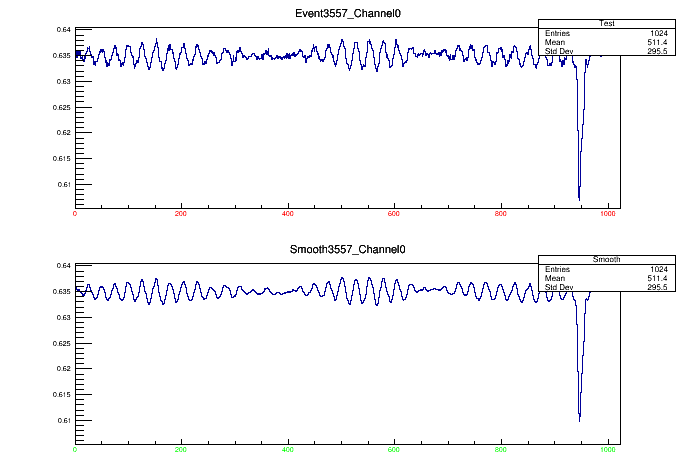 Event3557_Channel0
Test
Entries 1024
Mean 511.4
Std Dev 295.5
0.64
0.635
0.63
0.625
0.62
0.615
0.61
0 200 400 600 800 1000
Smooth3557_Channel0
Smooth
Entries 1024
Mean 511.4
Std Dev 295.5
0.64
0.635
0.63
0.625
0.62
0.615
0.61
0 200 400 600 800 1000